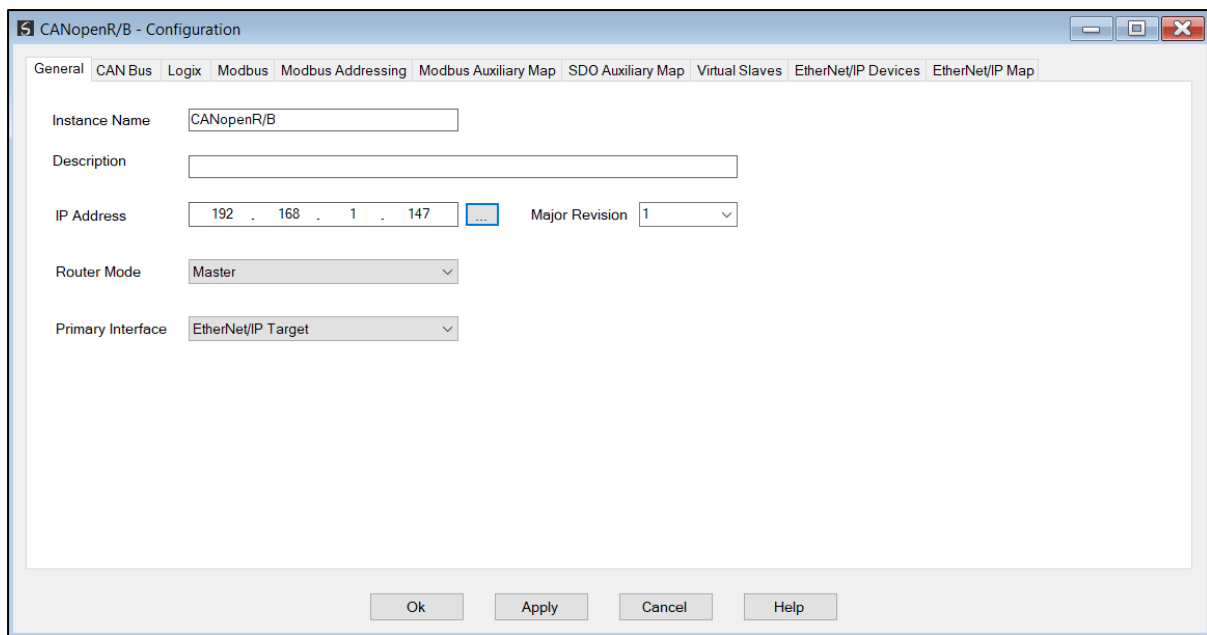 CANopenR/B - Configuration
General CAN Bus Logix Modbus Modbus Addressing Modbus Auxiliary Map SDO Auxiliary Map Virtual Slaves EtherNet/IP Devices EtherNet/IP Map
Instance Name CANopenR/B
Description
IP Address 192 . 168 . 1 . 147 ... Major Revision 1
Router Mode Master
Primary Interface EtherNet/IP Target
Ok Apply Cancel Help